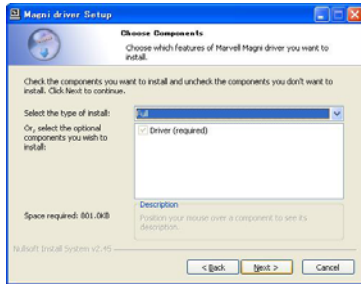 Magni driver Setup
Choose Components
Choose which features of Marvell Magni driver you want to
install.
Check the components you want to install and uncheck the components you don't want to
install. Click Next to continue.
Select the type of install:
Full
Or, select the optional
components you wish to
install:
Driver (required)
Space required: 801.0KB
Description
Position your mouse over a component to see its
description.
Nullsoft Install System v2.45
< Back
Next >
Cancel